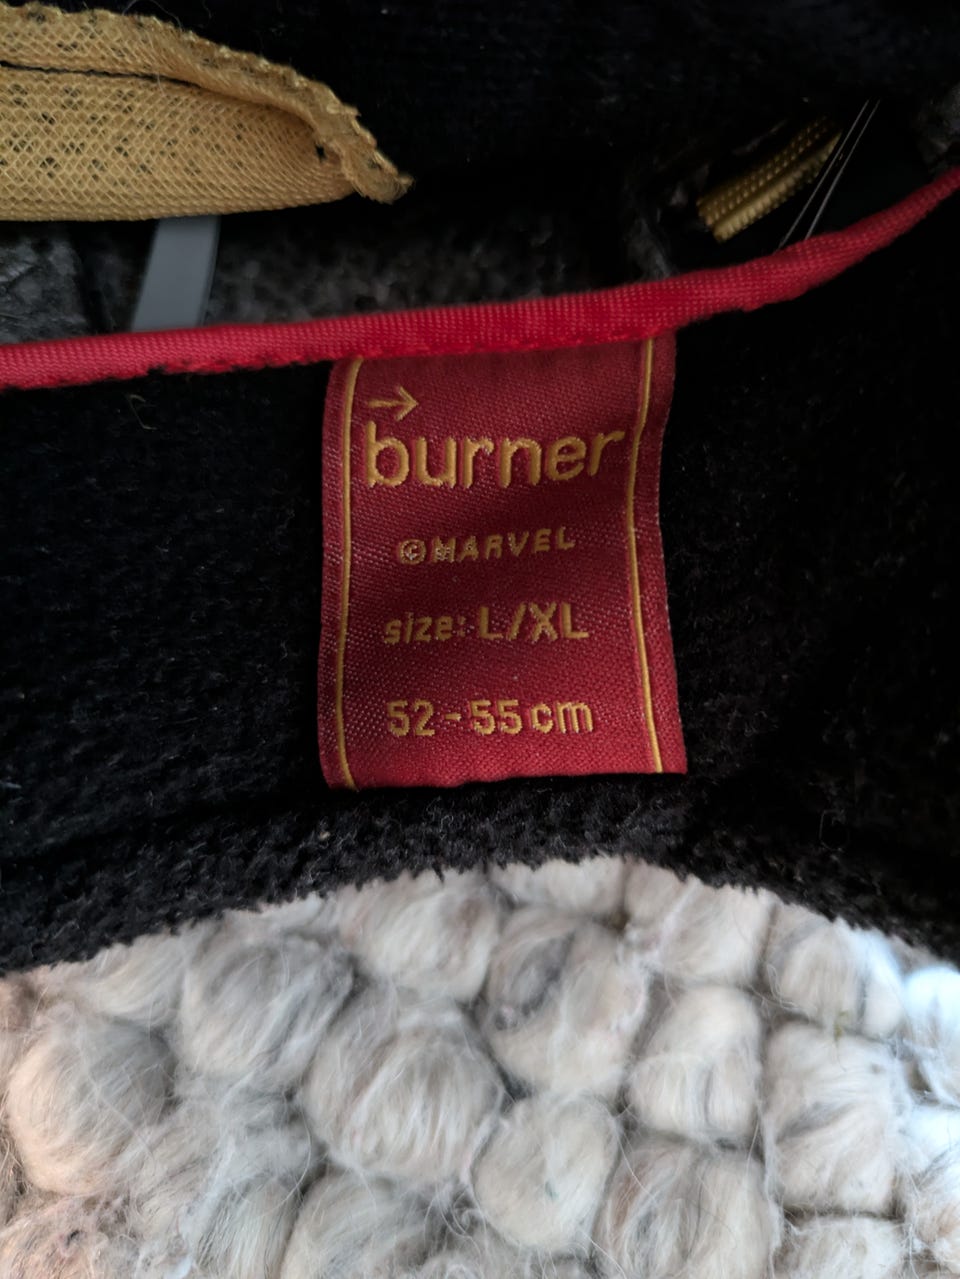 →
burner
©MARVEL
size: L/XL
52-55cm